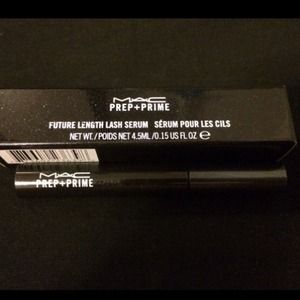 MAC
PREP+PRIME
FUTURE LENGTH LASH SERUM SÉRUM POUR LES CILS
NET WT./POIDS NET 4.5ML/0.15 US FL OZ ℮
MAC
PREP+PRIME